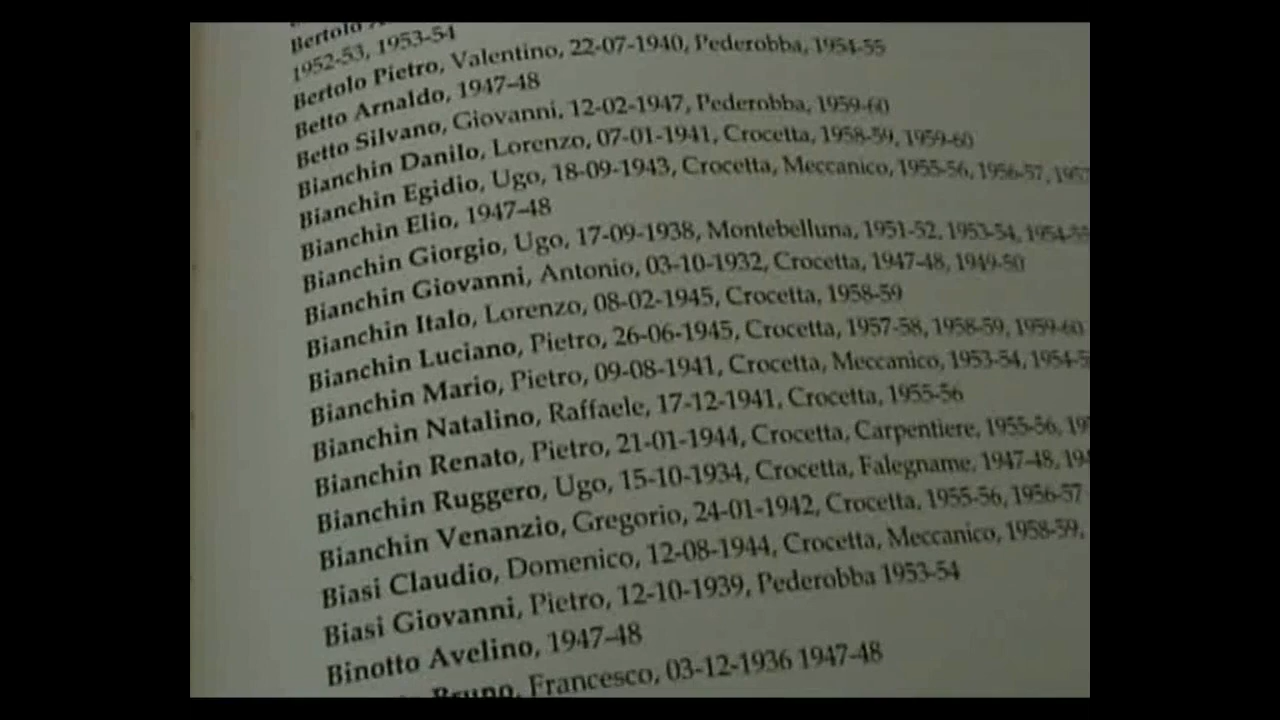 Bertolo
1952-53, 1953-54
Bertolo Pietro, Valentino, 22-07-1940, Pederobba, 1954-55
Betto Arnaldo, 1947-48
Betto Silvano, Giovanni, 12-02-1947, Pederobba, 1959-60
Bianchin Danilo, Lorenzo, 07-01-1941, Crocetta, 1958-59, 1959-60
Bianchin Egidio, Ugo, 18-09-1943, Crocetta, Meccanico, 1955-56, 1956-57,
Bianchin Elio, 1947-48
Bianchin Giorgio, Ugo, 17-09-1938, Montebelluna, 1951-52, 1953-54, 1954-55
Bianchin Giovanni, Antonio, 03-10-1932, Crocetta, 1947-48, 1949-50
Bianchin Italo, Lorenzo, 08-02-1945, Crocetta, 1958-59
Bianchin Luciano, Pietro, 26-06-1945, Crocetta, 1957-58, 1958-59, 1959-60
Bianchin Mario, Pietro, 09-08-1941, Crocetta, Meccanico, 1953-54,
Bianchin Natalino, Raffaele, 17-12-1941, Crocetta, 1955-56
Bianchin Renato, Pietro, 21-01-1944, Crocetta, Carpentiere, 1955-56,
Bianchin Ruggero, Ugo, 15-10-1934, Crocetta, Falegname, 1947-48,
Bianchin Venanzio, Gregorio, 24-01-1942, Crocetta, 1955-56, 1956-57
Biasi Claudio, Domenico, 12-08-1944, Crocetta, Meccanico, 1958-59,
Biasi Giovanni, Pietro, 12-10-1939, Pederobba 1953-54
Binotto Avelino, 1947-48
Bruno, Francesco, 03-12-1936 1947-48